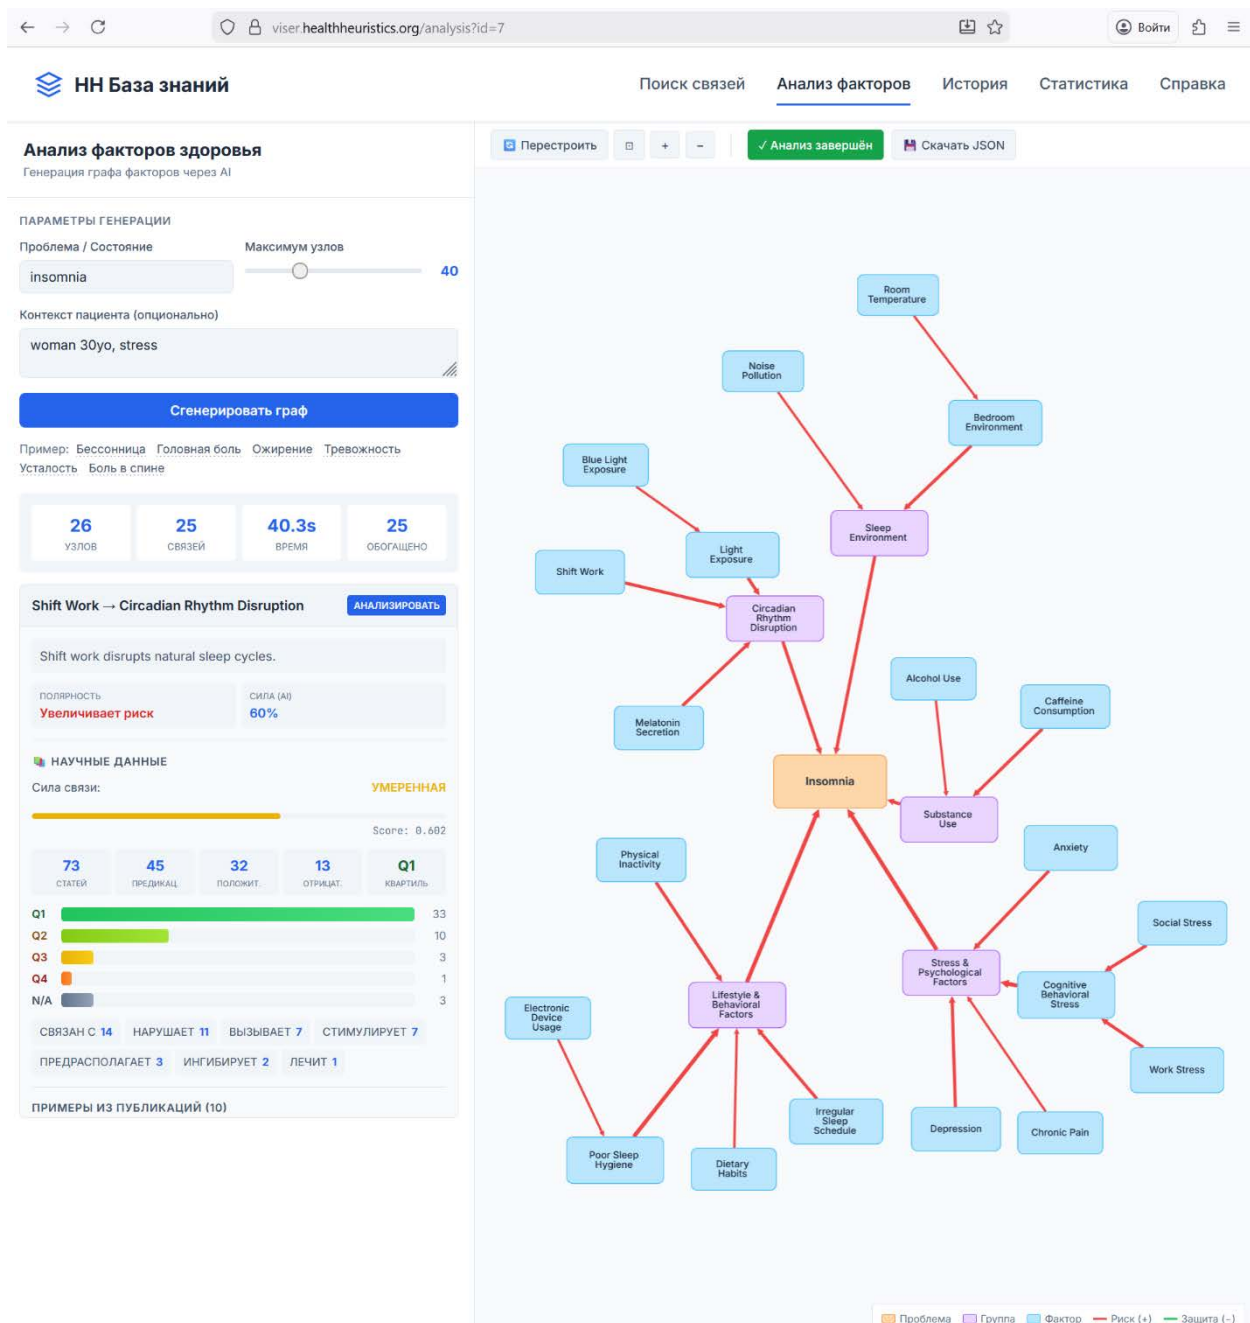 viser.healthheuristics.org/analysis?id=7
Войти
HH База знаний
Поиск связей
Анализ факторов
История
Статистика
Справка
Анализ факторов здоровья
Генерация графа факторов через AI
Перестроить
+
−
✓ Анализ завершён
Скачать JSON
ПАРАМЕТРЫ ГЕНЕРАЦИИ
Проблема / Состояние
Максимум узлов
insomnia
40
Контекст пациента (опционально)
woman 30yo, stress
Сгенерировать граф
Пример: Бессонница Головная боль Ожирение Тревожность
Усталость Боль в спине
26
УЗЛОВ
25
СВЯЗЕЙ
40.3s
ВРЕМЯ
25
ОБОГАЩЕНО
Shift Work → Circadian Rhythm Disruption
АНАЛИЗИРОВАТЬ
Shift work disrupts natural sleep cycles.
ПОЛЯРНОСТЬ
Увеличивает риск
СИЛА (AI)
60%
НАУЧНЫЕ ДАННЫЕ
Сила связи:
УМЕРЕННАЯ
Score: 0.602
73
СТАТЕЙ
45
ПРЕДИКАЦ.
32
ПОЛОЖИТ.
13
ОТРИЦАТ.
Q1
КВАРТИЛЬ
Q1 33
Q2 10
Q3 3
Q4 1
N/A 3
СВЯЗАН С 14
НАРУШАЕТ 11
ВЫЗЫВАЕТ 7
СТИМУЛИРУЕТ 7
ПРЕДРАСПОЛАГАЕТ 3
ИНГИБИРУЕТ 2
ЛЕЧИТ 1
ПРИМЕРЫ ИЗ ПУБЛИКАЦИЙ (10)
Room
Temperature
Noise
Pollution
Bedroom
Environment
Blue Light
Exposure
Sleep
Environment
Light
Exposure
Shift Work
Circadian
Rhythm
Disruption
Alcohol Use
Caffeine
Consumption
Melatonin
Secretion
Insomnia
Substance
Use
Physical
Inactivity
Anxiety
Social Stress
Stress &
Psychological
Factors
Cognitive
Behavioral
Stress
Lifestyle &
Behavioral
Factors
Electronic
Device
Usage
Work Stress
Irregular
Sleep
Schedule
Depression
Chronic Pain
Poor Sleep
Hygiene
Dietary
Habits
Проблема
Группа
Фактор
Риск (+)
Защита (-)